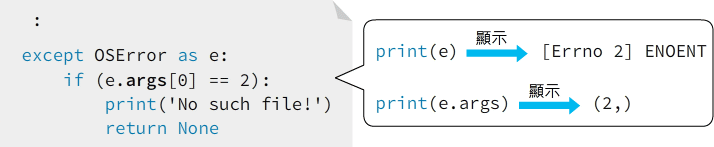 :
except OSError as e:
    if (e.args[0] == 2):
        print('No such file!')
        return None
print(e) 顯示 [Errno 2] ENOENT
print(e.args) 顯示 (2,)